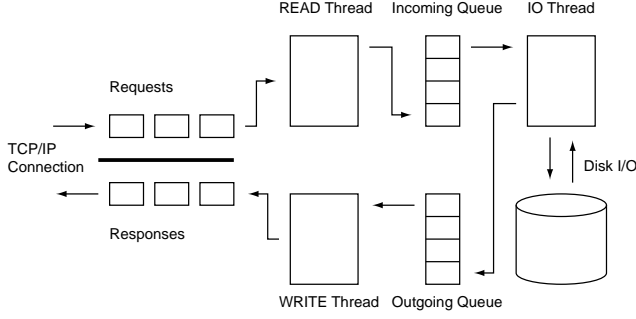 READ Thread
Incoming Queue
IO Thread
Requests
TCP/IP
Connection
Disk I/O
Responses
WRITE Thread
Outgoing Queue